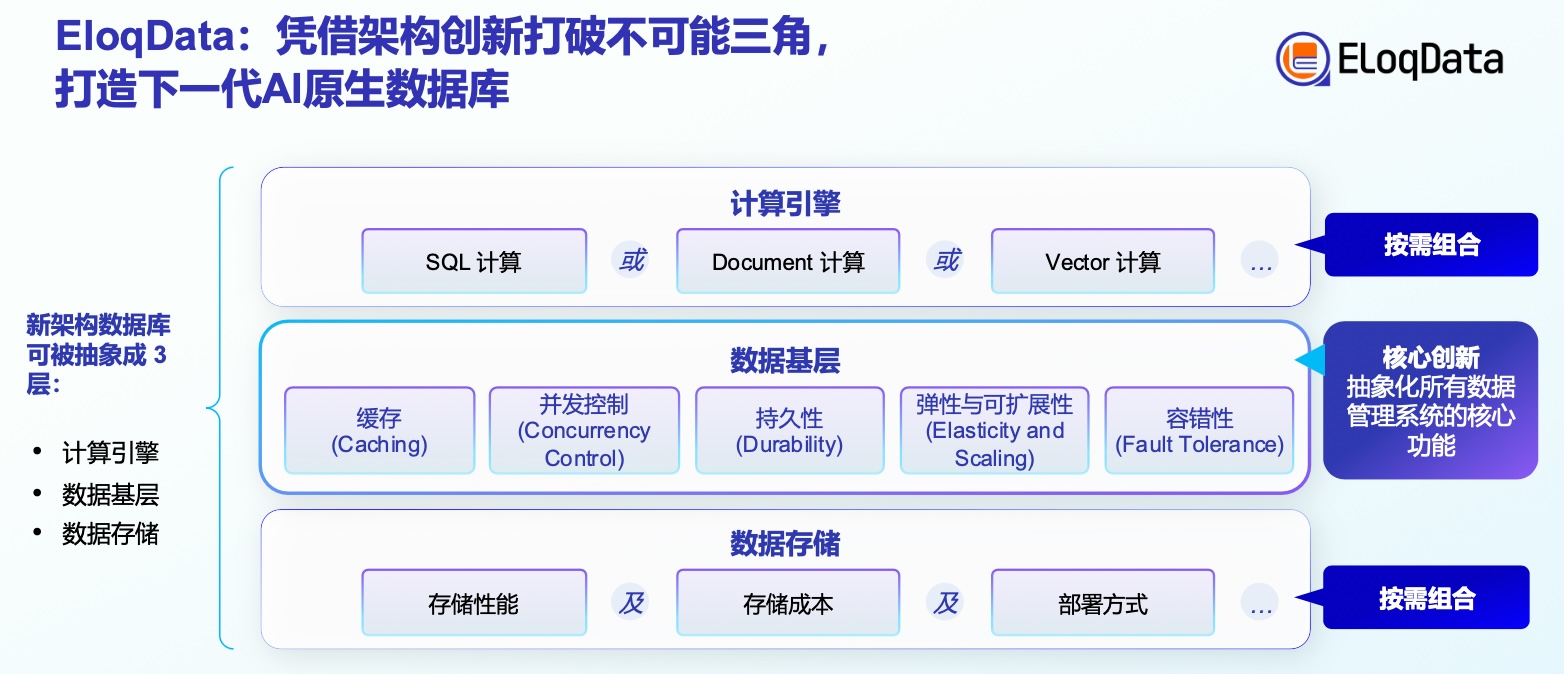 EloqData：凭借架构创新打破不可能三角，
打造下一代AI原生数据库
ELoqData
计算引擎
SQL 计算
或
Document 计算
或
Vector 计算
…
按需组合
新架构数据库
可被抽象成 3
层：
• 计算引擎
• 数据基层
• 数据存储
数据基层
缓存
(Caching)
并发控制
(Concurrency
Control)
持久性
(Durability)
弹性与可扩展性
(Elasticity and
Scaling)
容错性
(Fault Tolerance)
核心创新
抽象化所有数据
管理系统的核心
功能
数据存储
存储性能
及
存储成本
及
部署方式
…
按需组合